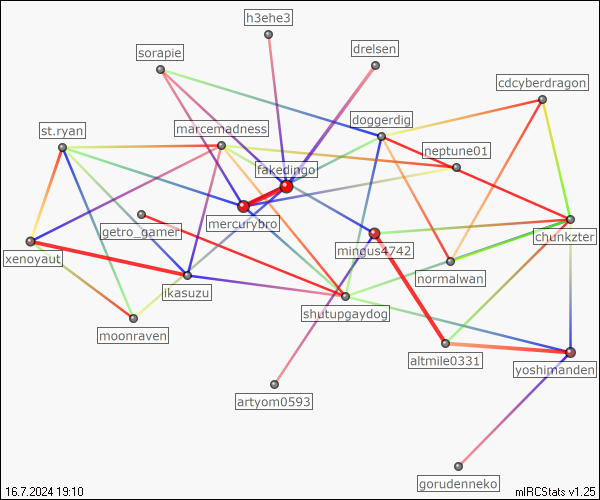 h3ehe3
sorapie
drelsen
cdcyberdragon
doggerdig
st.ryan
marcemadness
neptune01
fakedingo
mercurybro
getro_gamer
chunkzter
mingus4742
xenoyaut
normalwan
ikasuzu
shutupgaydog
moonraven
altmile0331
yoshimanden
artyom0593
gorudenneko
16.7.2024 19:10
mIRCStats v1.25